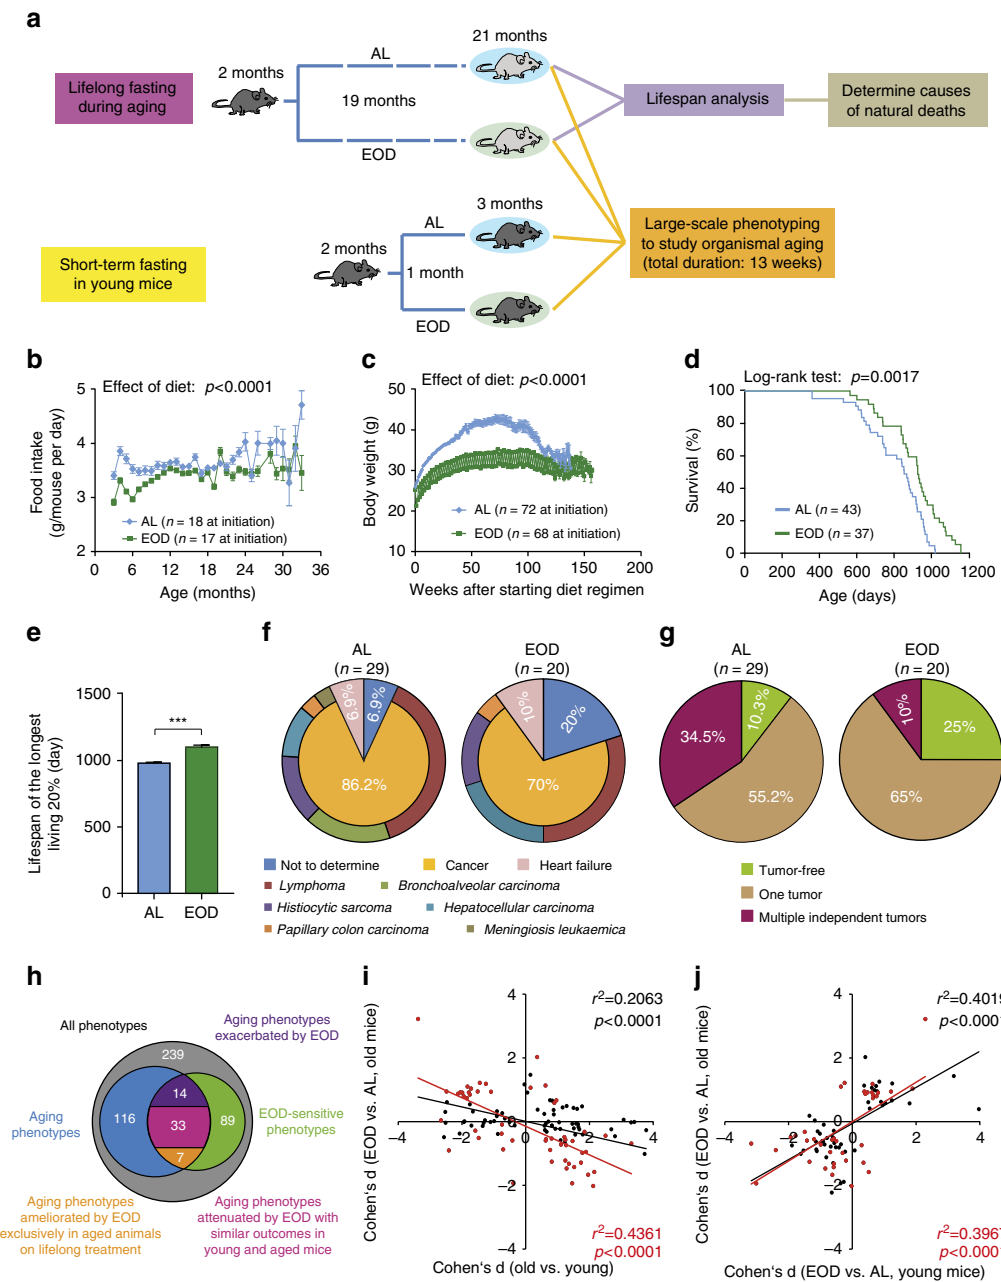 a
Lifelong fasting
during aging
2 months
AL
19 months
EOD
21 months
Lifespan analysis
Determine causes
of natural deaths
Short-term fasting
in young mice
2 months
AL
1 month
EOD
3 months
Large-scale phenotyping
to study organismal aging
(total duration: 13 weeks)
b
Effect of diet: p<0.0001
Food intake
(g/mouse per day)
5
4
3
2
AL (n = 18 at initiation)
EOD (n = 17 at initiation)
0 6 12 18 24 30 36
Age (months)
c
Effect of diet: p<0.0001
Body weight (g)
50
40
30
20
10
AL (n = 72 at initiation)
EOD (n = 68 at initiation)
0 50 100 150 200
Weeks after starting diet regimen
d
Log-rank test: p=0.0017
Survival (%)
100
80
60
40
20
0
AL (n = 43)
EOD (n = 37)
0 200 400 600 800 1000 1200
Age (days)
e
Lifespan of the longest
living 20% (day)
1500
1000
500
0
***
AL EOD
f
AL
(n = 29)
6.9%
6.9%
86.2%
EOD
(n = 20)
10%
20%
70%
Not to determine
Cancer
Heart failure
Lymphoma
Bronchoalveolar carcinoma
Histiocytic sarcoma
Hepatocellular carcinoma
Papillary colon carcinoma
Meningiosis leukaemica
g
AL
(n = 29)
10.3%
34.5%
55.2%
EOD
(n = 20)
10%
25%
65%
Tumor-free
One tumor
Multiple independent tumors
h
All phenotypes
Aging phenotypes
exacerbated by EOD
239
14
116
33
89
7
Aging
phenotypes
EOD-sensitive
phenotypes
Aging phenotypes
ameliorated by EOD
exclusively in aged animals
on lifelong treatment
Aging phenotypes
attenuated by EOD with
similar outcomes in
young and aged mice
i
Cohen's d (EOD vs. AL, old mice)
4
2
0
−2
−4
−4 −2 0 2 4
r2=0.2063
p<0.0001
r2=0.4361
p<0.0001
Cohen's d (old vs. young)
j
Cohen's d (EOD vs. AL, old mice)
4
2
0
−2
−4
−4 −2 0 2 4
r2=0.4019
p<0.0001
r2=0.3967
p<0.0001
Cohen's d (EOD vs. AL, young mice)